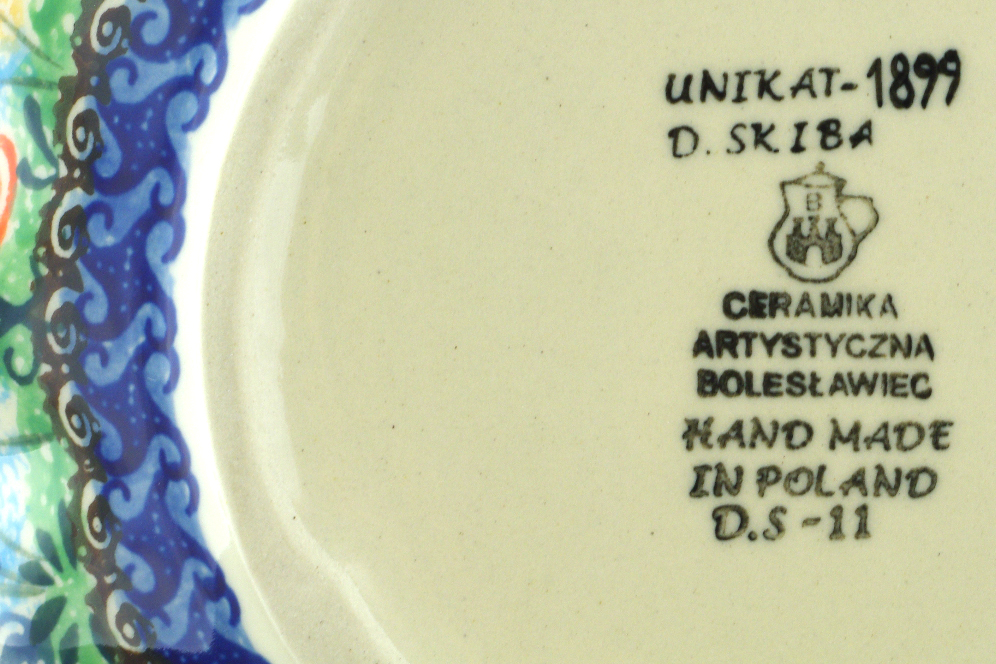 UNIKAT-1899
D. SKIBA
B
CERAMIKA
ARTYSTYCZNA
BOLESŁAWIEC
HAND MADE
IN POLAND
D.S-11